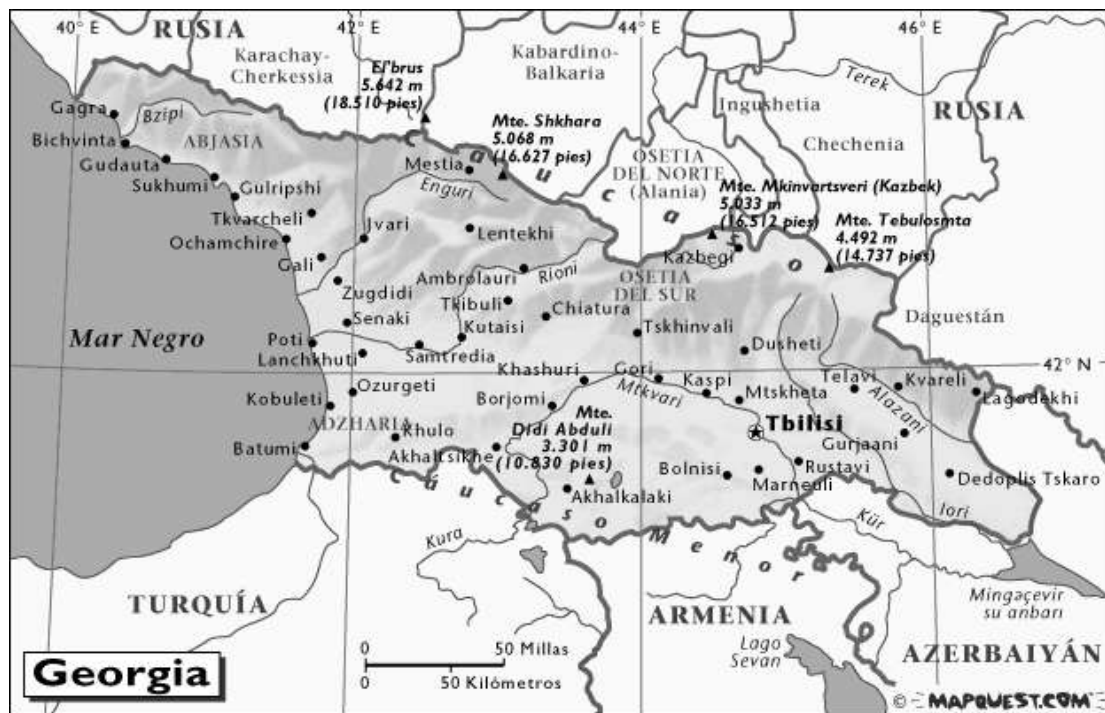 40° E
42°
44°
46° E
RUSIA
Karachay-
Cherkessia
El'brus
5.642 m
(18.510 pies)
Kabardino-
Balkaria
Terek
RUSIA
Ingushetia
Chechenia
Gagra
Bzipi
Bichvinta
ABJASIA
Gudauta
Sukhumi
Gulripshi
Mte. Shkhara
5.068 m
(16.627 pies)
Mestia
Enguri
OSETIA
DEL NORTE
(Alania)
Mte. Mkinvartsveri (Kazbek)
5.033 m
(16.512 pies)
Mte. Tebulosmta
4.492 m
(14.737 pies)
C á u c a s o
Tkvarcheli
Jvari
Lentekhi
Ochamchire
Gali
Kazbegi
Ambrolauri
Rioni
OSETIA
DEL SUR
Zugdidi
Tkibuli
Chiatura
Daguestán
Mar Negro
Senaki
Kutaisi
Tskhinvali
Poti
Samtredia
Dusheti
Lanchkhuti
42° N
Khashuri
Gori
Kaspi
Telavi
Kvareli
Ozurgeti
Mtkvari
Mtskheta
Lagodekhi
Kobuleti
Borjomi
Alazani
ADZHARIA
Mte.
Didi Abduli
3.301 m
(10.830 pies)
Tbilisi
Khulo
Gurjaani
Batumi
Akhaltsikhe
Bolnisi
Rustavi
Marneuli
Dedoplis Tskaro
Akhalkalaki
Iori
C á u c a s o M e n o r
Kura
Kür
TURQUÍA
ARMENIA
Mingaçevir
su anbarı
Lago
Sevan
AZERBAIYÁN
0 50 Millas
0 50 Kilómetros
Georgia
© MAPQUEST.COM